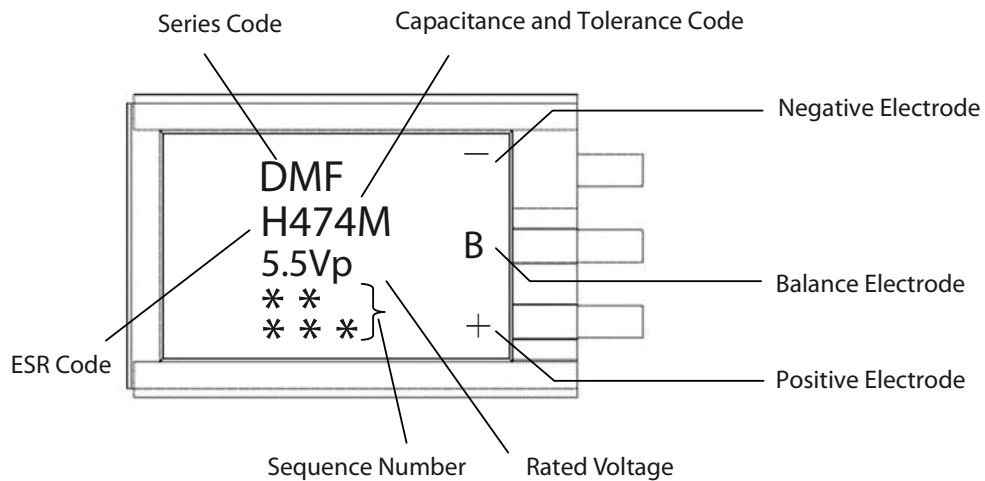 Series Code
Capacitance and Tolerance Code
Negative Electrode
−
DMF
H474M
5.5Vp
B
* *
* * *
+
Balance Electrode
ESR Code
Positive Electrode
Sequence Number
Rated Voltage